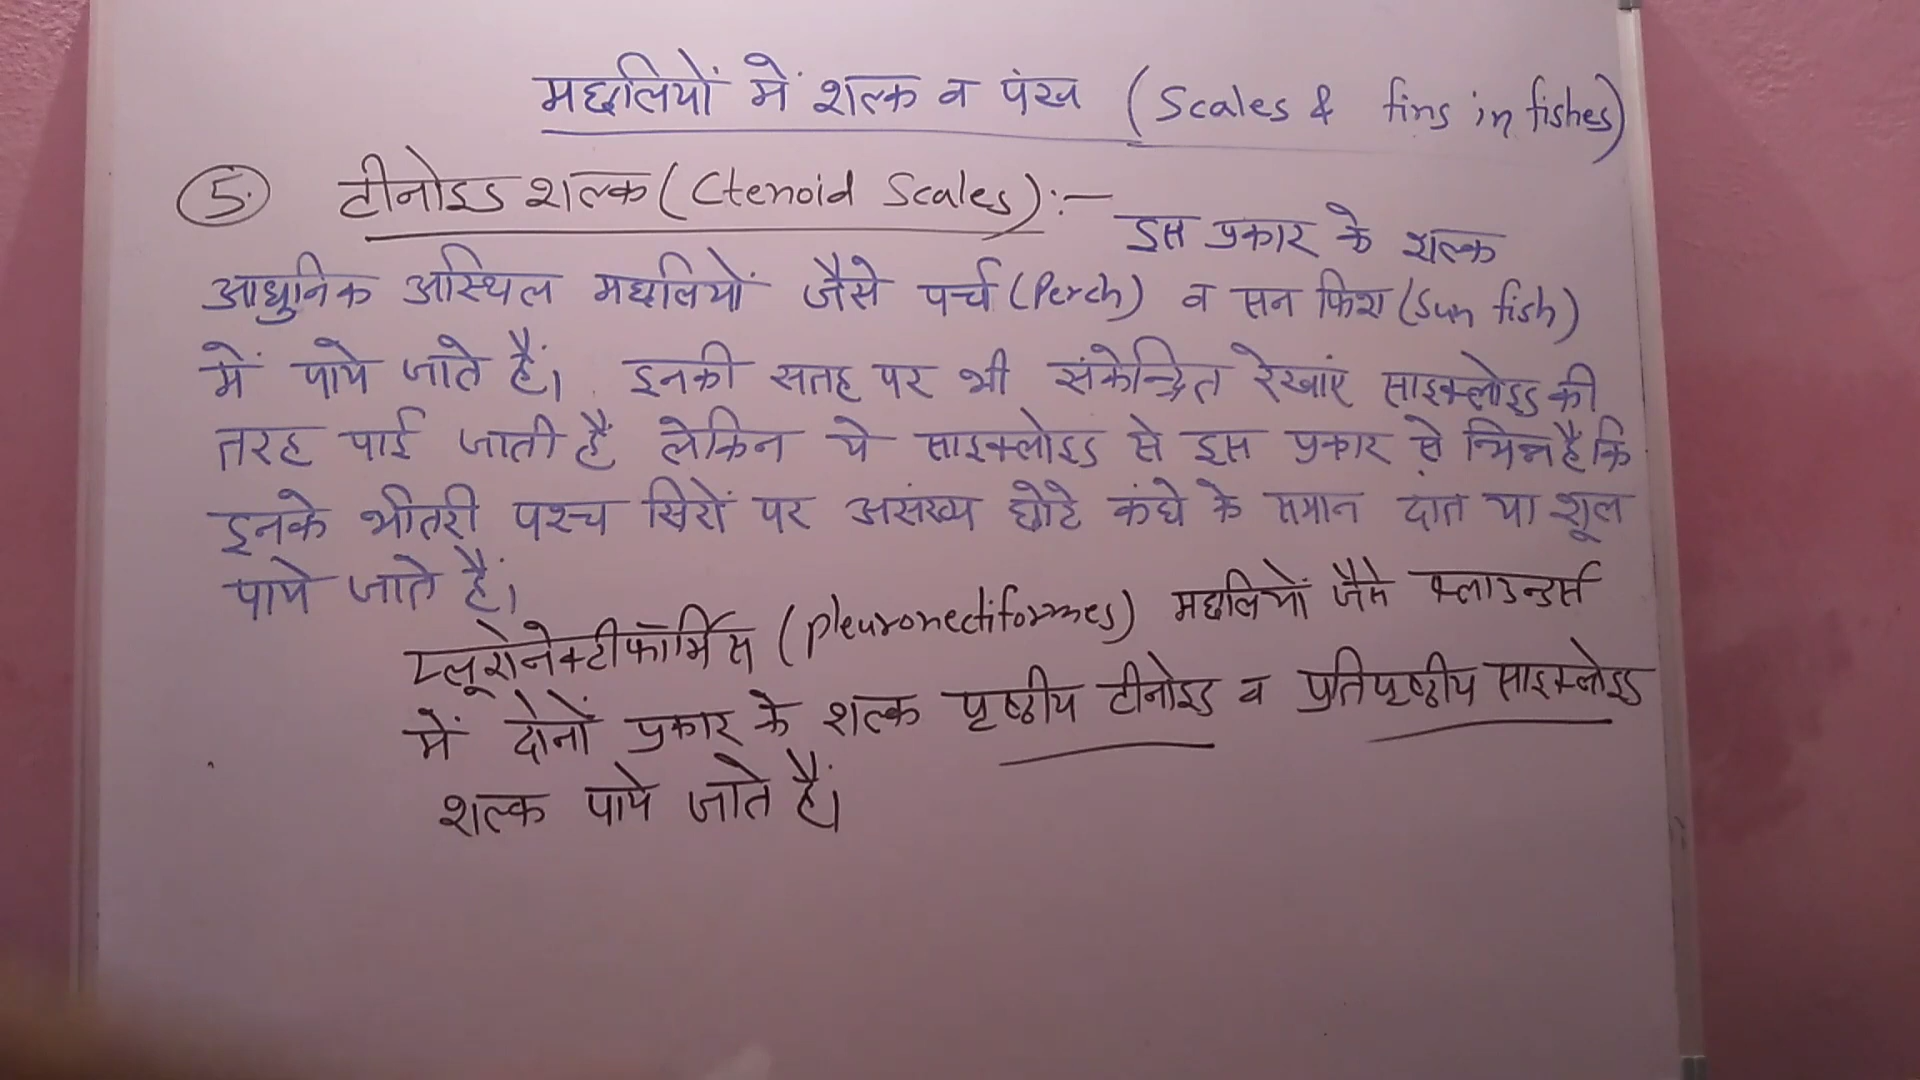 मछलियों में शल्क व पंख (Scales & fins in fishes)
5. टीनोइड शल्क (Ctenoid Scales):- इस प्रकार के शल्क
आधुनिक अस्थिल मछलियों जैसे पर्च (Perch) व सन फिश (Sun fish)
में पाये जाते हैं। इनकी सतह पर भी संकेन्द्रित रेखाएं साइक्लोइड की
तरह पाई जाती हैं लेकिन ये साइक्लोइड से इस प्रकार से भिन्न है कि
इनके भीतरी पश्च सिरों पर असंख्य छोटे कंघे के समान दांत या शूल
पाये जाते हैं।
प्लूरोनेक्टीफॉर्मिस (pleuronectiformes) मछलियों जैसे फ्लाउन्डर्स
में दोनों प्रकार के शल्क पृष्ठीय टीनोइड व प्रतिपृष्ठीय साइक्लोइड
शल्क पाये जाते हैं।